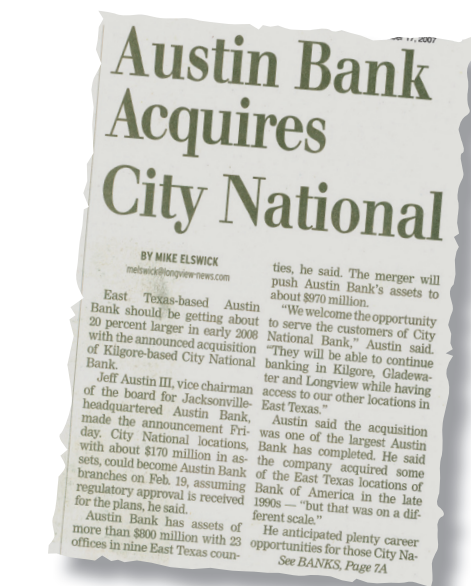 17, 2007
Austin Bank
Acquires
City National
BY MIKE ELSWICK
melswick@longview-news.com
East Texas-based Austin
Bank should be getting about
20 percent larger in early 2008
with the announced acquisition
of Kilgore-based City National
Bank.
Jeff Austin III, vice chairman
of the board for Jacksonville-
headquartered Austin Bank,
made the announcement Fri-
day. City National locations,
with about $170 million in as-
sets, could become Austin Bank
branches on Feb. 19, assuming
regulatory approval is received
for the plans, he said.
Austin Bank has assets of
more than $800 million with 23
offices in nine East Texas coun-
ties, he said. The merger will
push Austin Bank's assets to
about $970 million.
"We welcome the opportunity
to serve the customers of City
National Bank," Austin said.
"They will be able to continue
banking in Kilgore, Gladewa-
ter and Longview while having
access to our other locations in
East Texas."
Austin said the acquisition
was one of the largest Austin
Bank has completed. He said
the company acquired some
of the East Texas locations of
Bank of America in the late
1990s — "but that was on a dif-
ferent scale."
He anticipated plenty career
opportunities for those City Na-
See BANKS, Page 7A